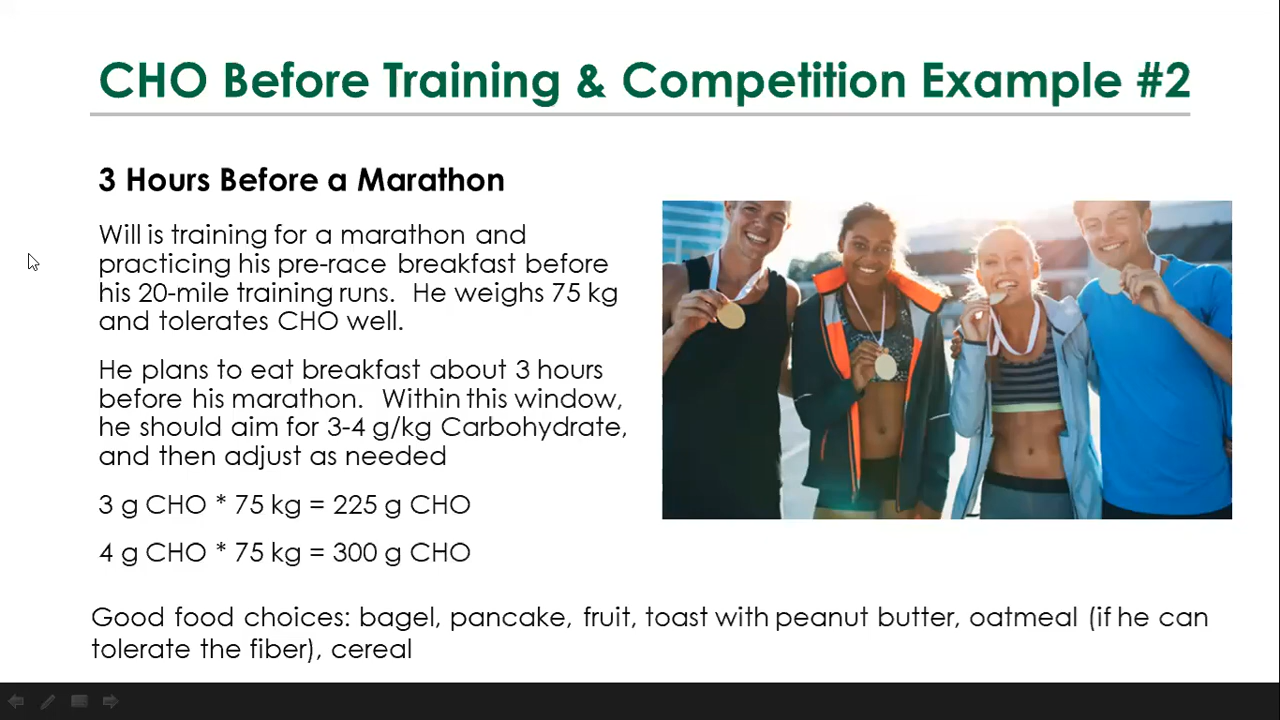 CHO Before Training & Competition Example #2
3 Hours Before a Marathon
Will is training for a marathon and
practicing his pre-race breakfast before
his 20-mile training runs.  He weighs 75 kg
and tolerates CHO well.
He plans to eat breakfast about 3 hours
before his marathon.  Within this window,
he should aim for 3-4 g/kg Carbohydrate,
and then adjust as needed
3 g CHO * 75 kg = 225 g CHO
4 g CHO * 75 kg = 300 g CHO
Good food choices: bagel, pancake, fruit, toast with peanut butter, oatmeal (if he can
tolerate the fiber), cereal